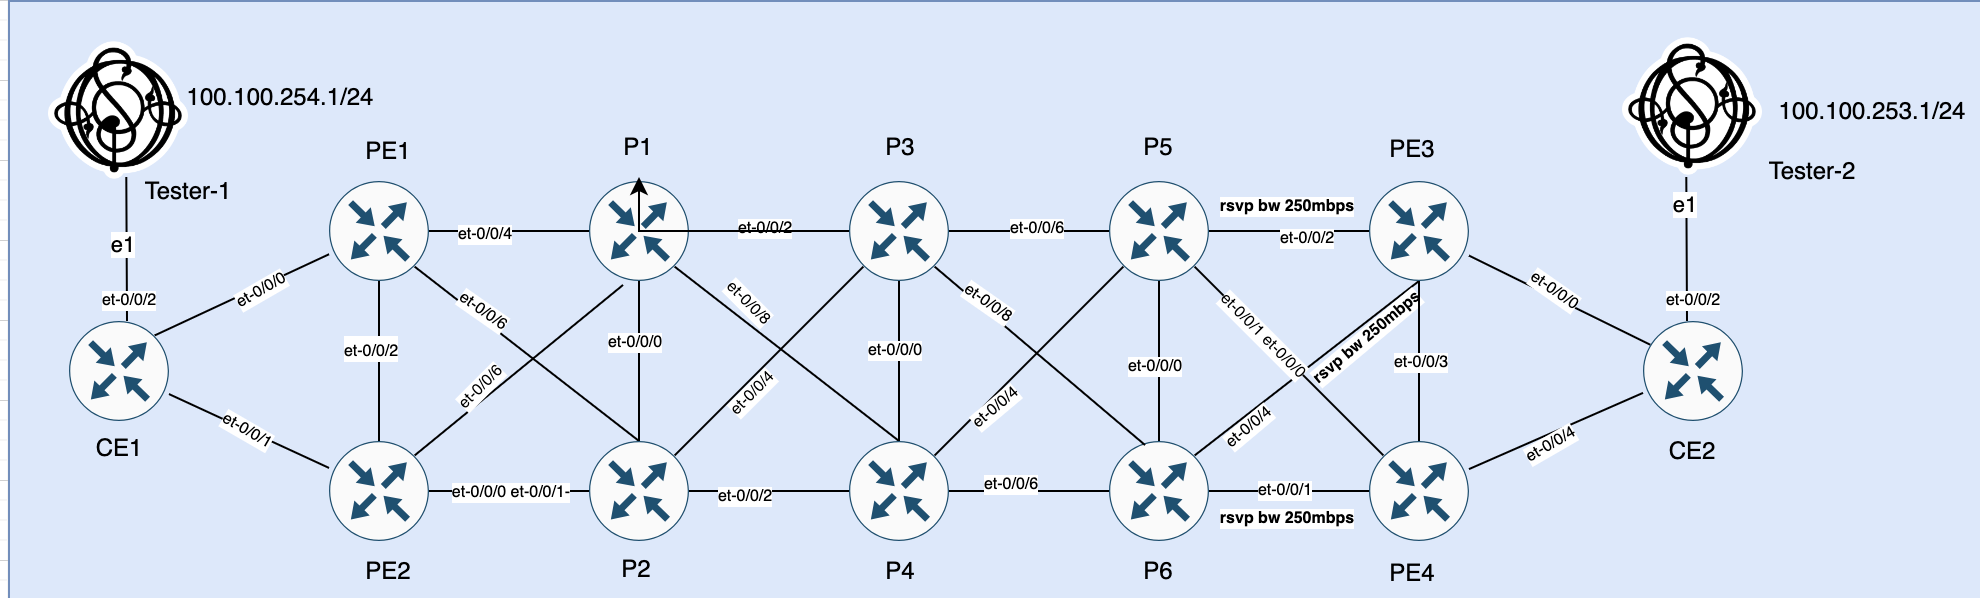 100.100.254.1/24
100.100.253.1/24
PE1
P1
P3
P5
PE3
Tester-1
Tester-2
e1
e1
rsvp bw 250mbps
et-0/0/4
et-0/0/2
et-0/0/6
et-0/0/2
et-0/0/2
et-0/0/0
et-0/0/6
et-0/0/8
et-0/0/8
et-0/0/1
et-0/0/0
et-0/0/0
et-0/0/2
et-0/0/2
et-0/0/0
et-0/0/0
et-0/0/0
rsvp bw 250mbps
et-0/0/3
et-0/0/6
et-0/0/4
et-0/0/4
et-0/0/4
et-0/0/1
et-0/0/4
CE1
CE2
et-0/0/0 et-0/0/1-
et-0/0/2
et-0/0/6
et-0/0/1
rsvp bw 250mbps
PE2
P2
P4
P6
PE4